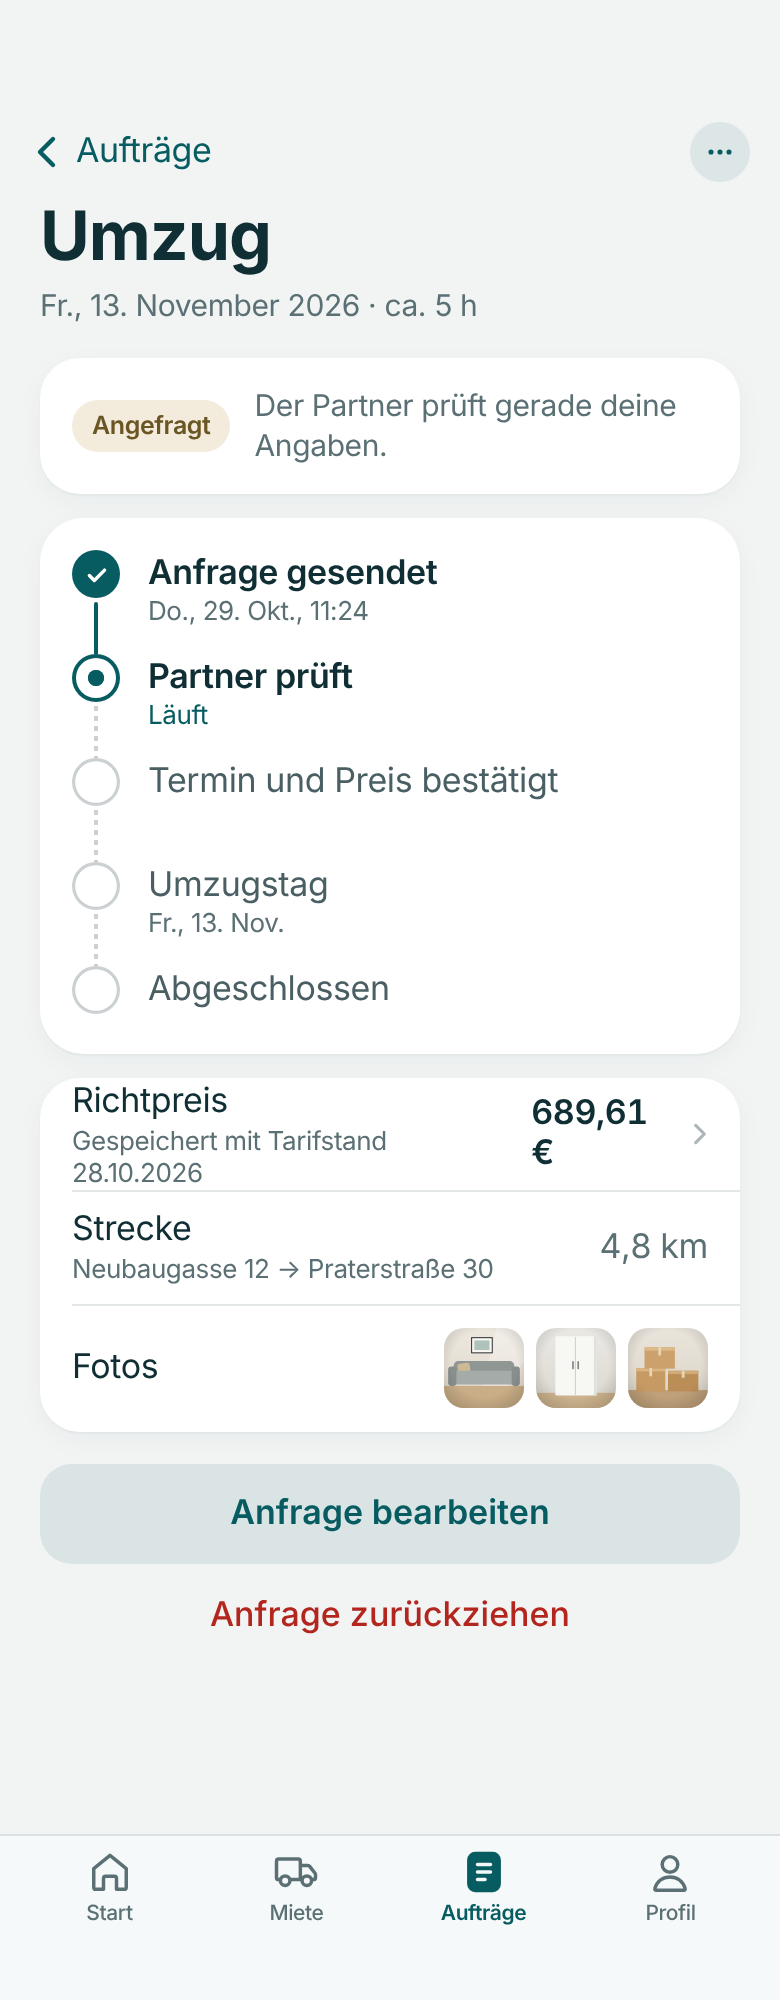 Aufträge
Umzug
Fr., 13. November 2026 · ca. 5 h
Angefragt
Der Partner prüft gerade deine
Angaben.
Anfrage gesendet
Do., 29. Okt., 11:24
Partner prüft
Läuft
Termin und Preis bestätigt
Umzugstag
Fr., 13. Nov.
Abgeschlossen
Richtpreis
Gespeichert mit Tarifstand
28.10.2026
689,61
€
Strecke
Neubaugasse 12 → Praterstraße 30
4,8 km
Fotos
Anfrage bearbeiten
Anfrage zurückziehen
Start
Miete
Aufträge
Profil